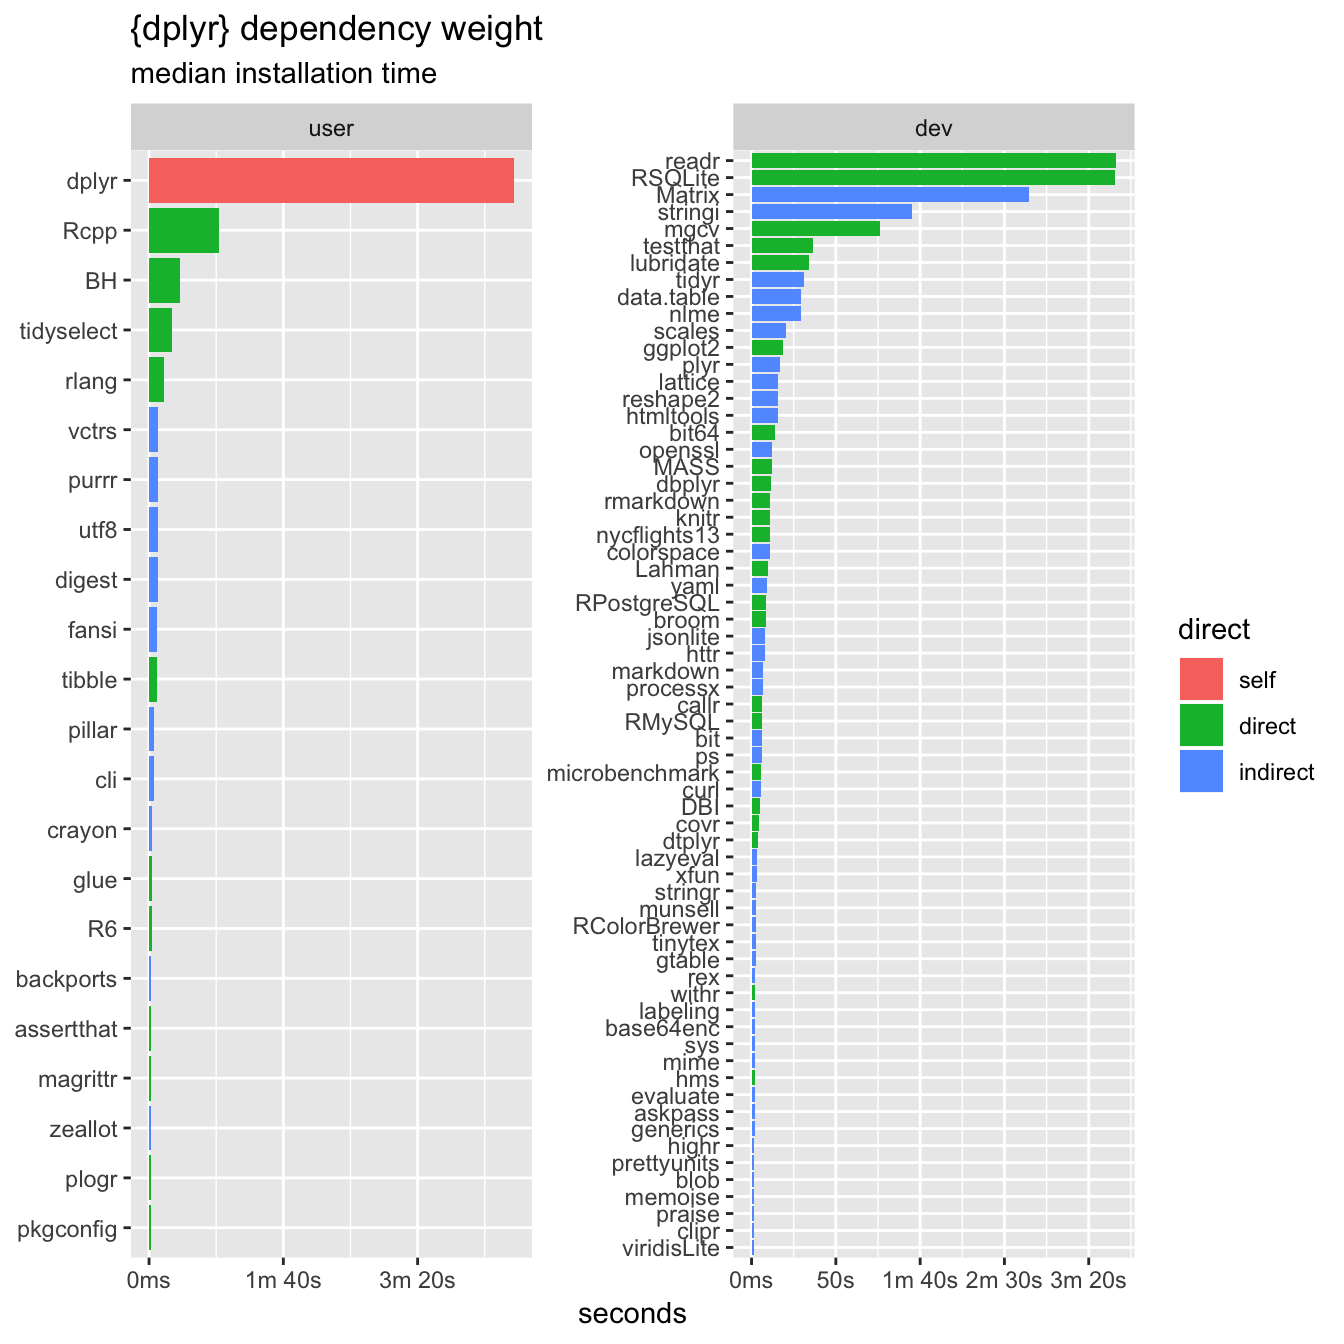 {dplyr} dependency weight
median installation time
user
dplyr
Rcpp
BH
tidyselect
rlang
vctrs
purrr
utf8
digest
fansi
tibble
pillar
cli
crayon
glue
R6
backports
assertthat
magrittr
zeallot
plogr
pkgconfig
0ms 1m 40s 3m 20s
dev
readr
RSQLite
Matrix
stringi
mgcv
testthat
lubridate
tidyr
data.table
nlme
scales
ggplot2
plyr
lattice
reshape2
htmltools
bit64
openssl
MASS
dbplyr
rmarkdown
knitr
nycflights13
colorspace
Lahman
yaml
RPostgreSQL
broom
jsonlite
httr
markdown
processx
callr
RMySQL
bit
ps
microbenchmark
curl
DBI
covr
dtplyr
lazyeval
xfun
stringr
munsell
RColorBrewer
tinytex
gtable
rex
withr
labeling
base64enc
sys
mime
hms
evaluate
askpass
generics
highr
prettyunits
blob
memoise
praise
clipr
viridisLite
0ms 50s 1m 40s 2m 30s 3m 20s
seconds
direct
self
direct
indirect